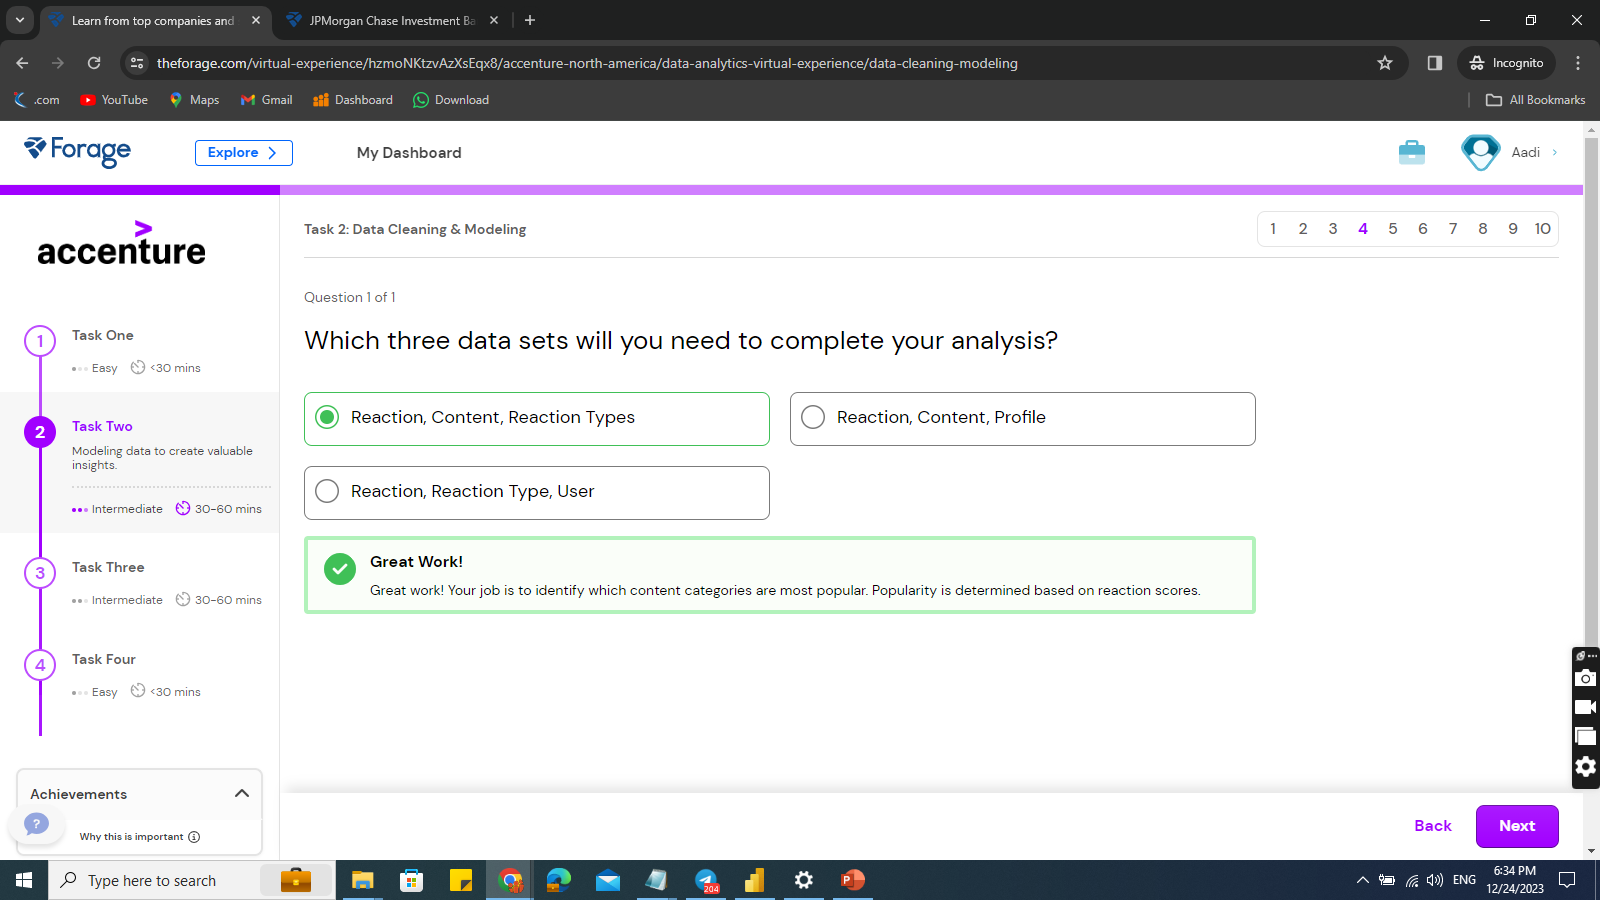 Learn from top companies and
JPMorgan Chase Investment Ba
theforage.com/virtual-experience/hzmoNKtzvAzXsEqx8/accenture-north-america/data-analytics-virtual-experience/data-cleaning-modeling
Incognito
.com
YouTube
Maps
Gmail
Dashboard
Download
All Bookmarks
Forage
Explore
My Dashboard
Aadi
accenture
Task 2: Data Cleaning & Modeling
1 2 3 4 5 6 7 8 9 10
Question 1 of 1
Which three data sets will you need to complete your analysis?
Reaction, Content, Reaction Types
Reaction, Content, Profile
Reaction, Reaction Type, User
Great Work!
Great work! Your job is to identify which content categories are most popular. Popularity is determined based on reaction scores.
1
Task One
Easy <30 mins
2
Task Two
Modeling data to create valuable
insights.
Intermediate 30-60 mins
3
Task Three
Intermediate 30-60 mins
4
Task Four
Easy <30 mins
Achievements
?
Why this is important
Back
Next
Type here to search
204
ENG
6:34 PM
12/24/2023